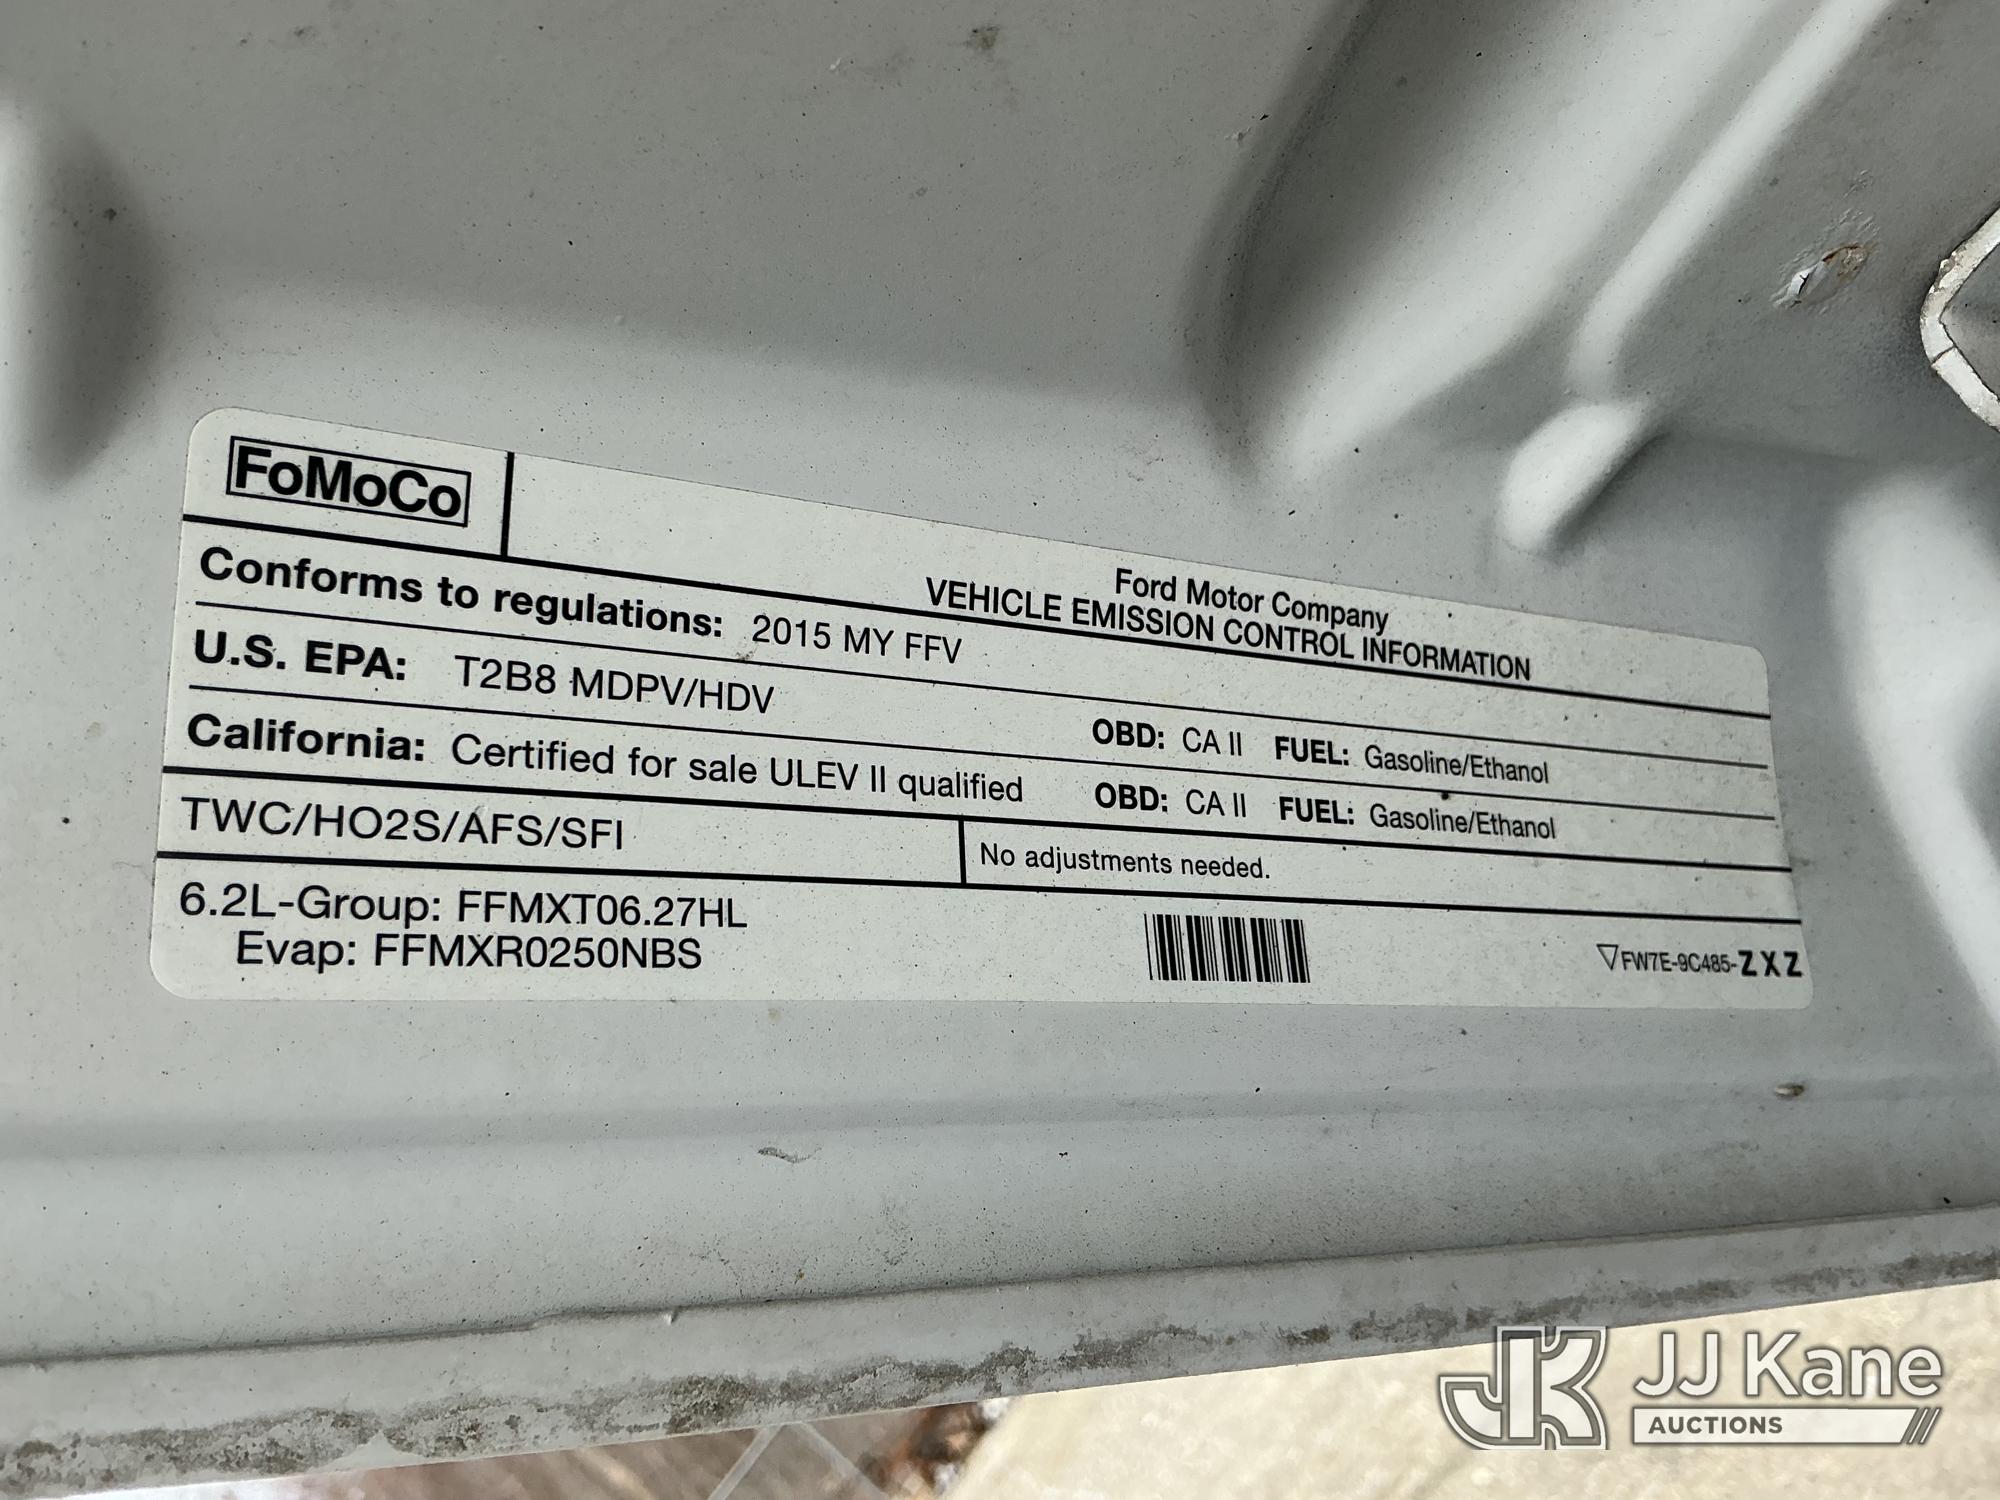 FoMoCo
Ford Motor Company
VEHICLE EMISSION CONTROL INFORMATION
Conforms to regulations: 2015 MY FFV
U.S. EPA: T2B8 MDPV/HDV OBD: CA II FUEL: Gasoline/Ethanol
California: Certified for sale ULEV II qualified OBD: CA II FUEL: Gasoline/Ethanol
TWC/HO2S/AFS/SFI
No adjustments needed.
6.2L-Group: FFMXT06.27HL
Evap: FFMXR0250NBS
FW7E-9C485-ZXZ
JK JJ Kane
AUCTIONS